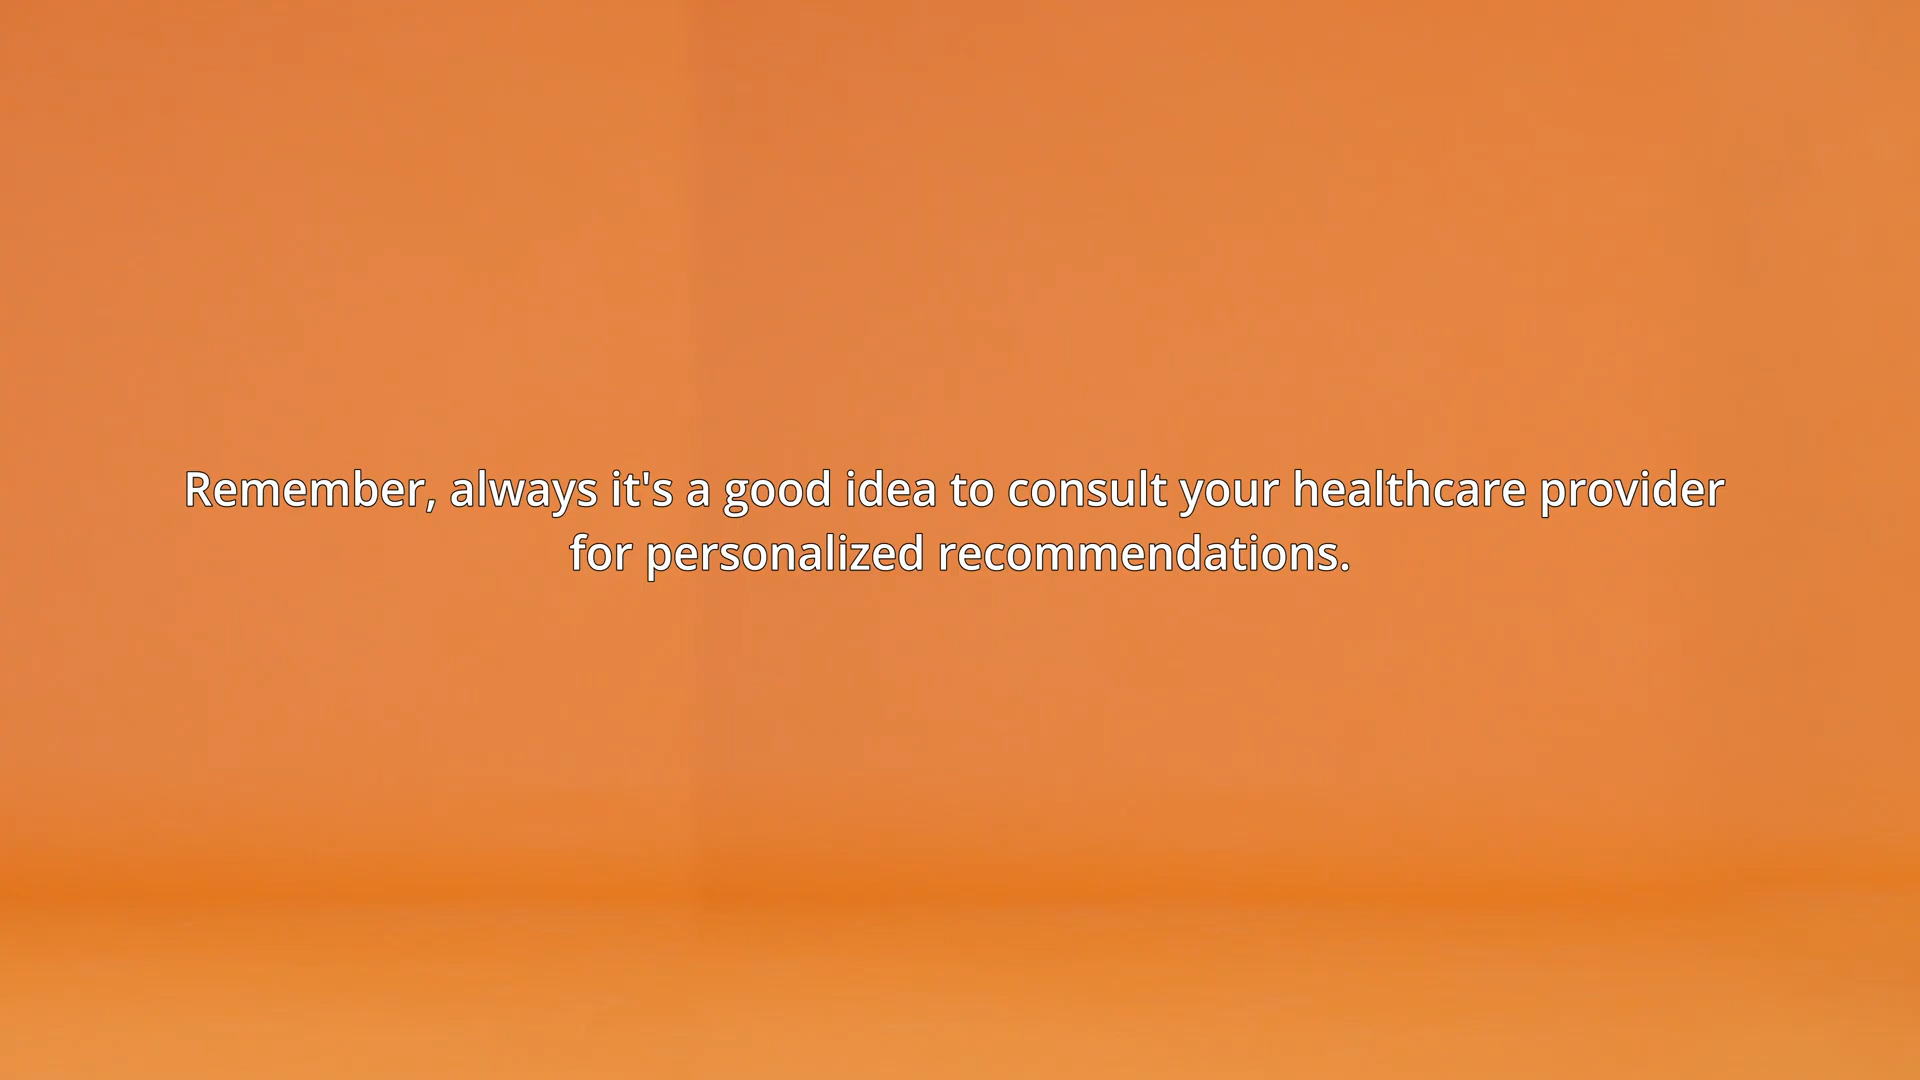 Remember, always it's a good idea to consult your healthcare provider
for personalized recommendations.